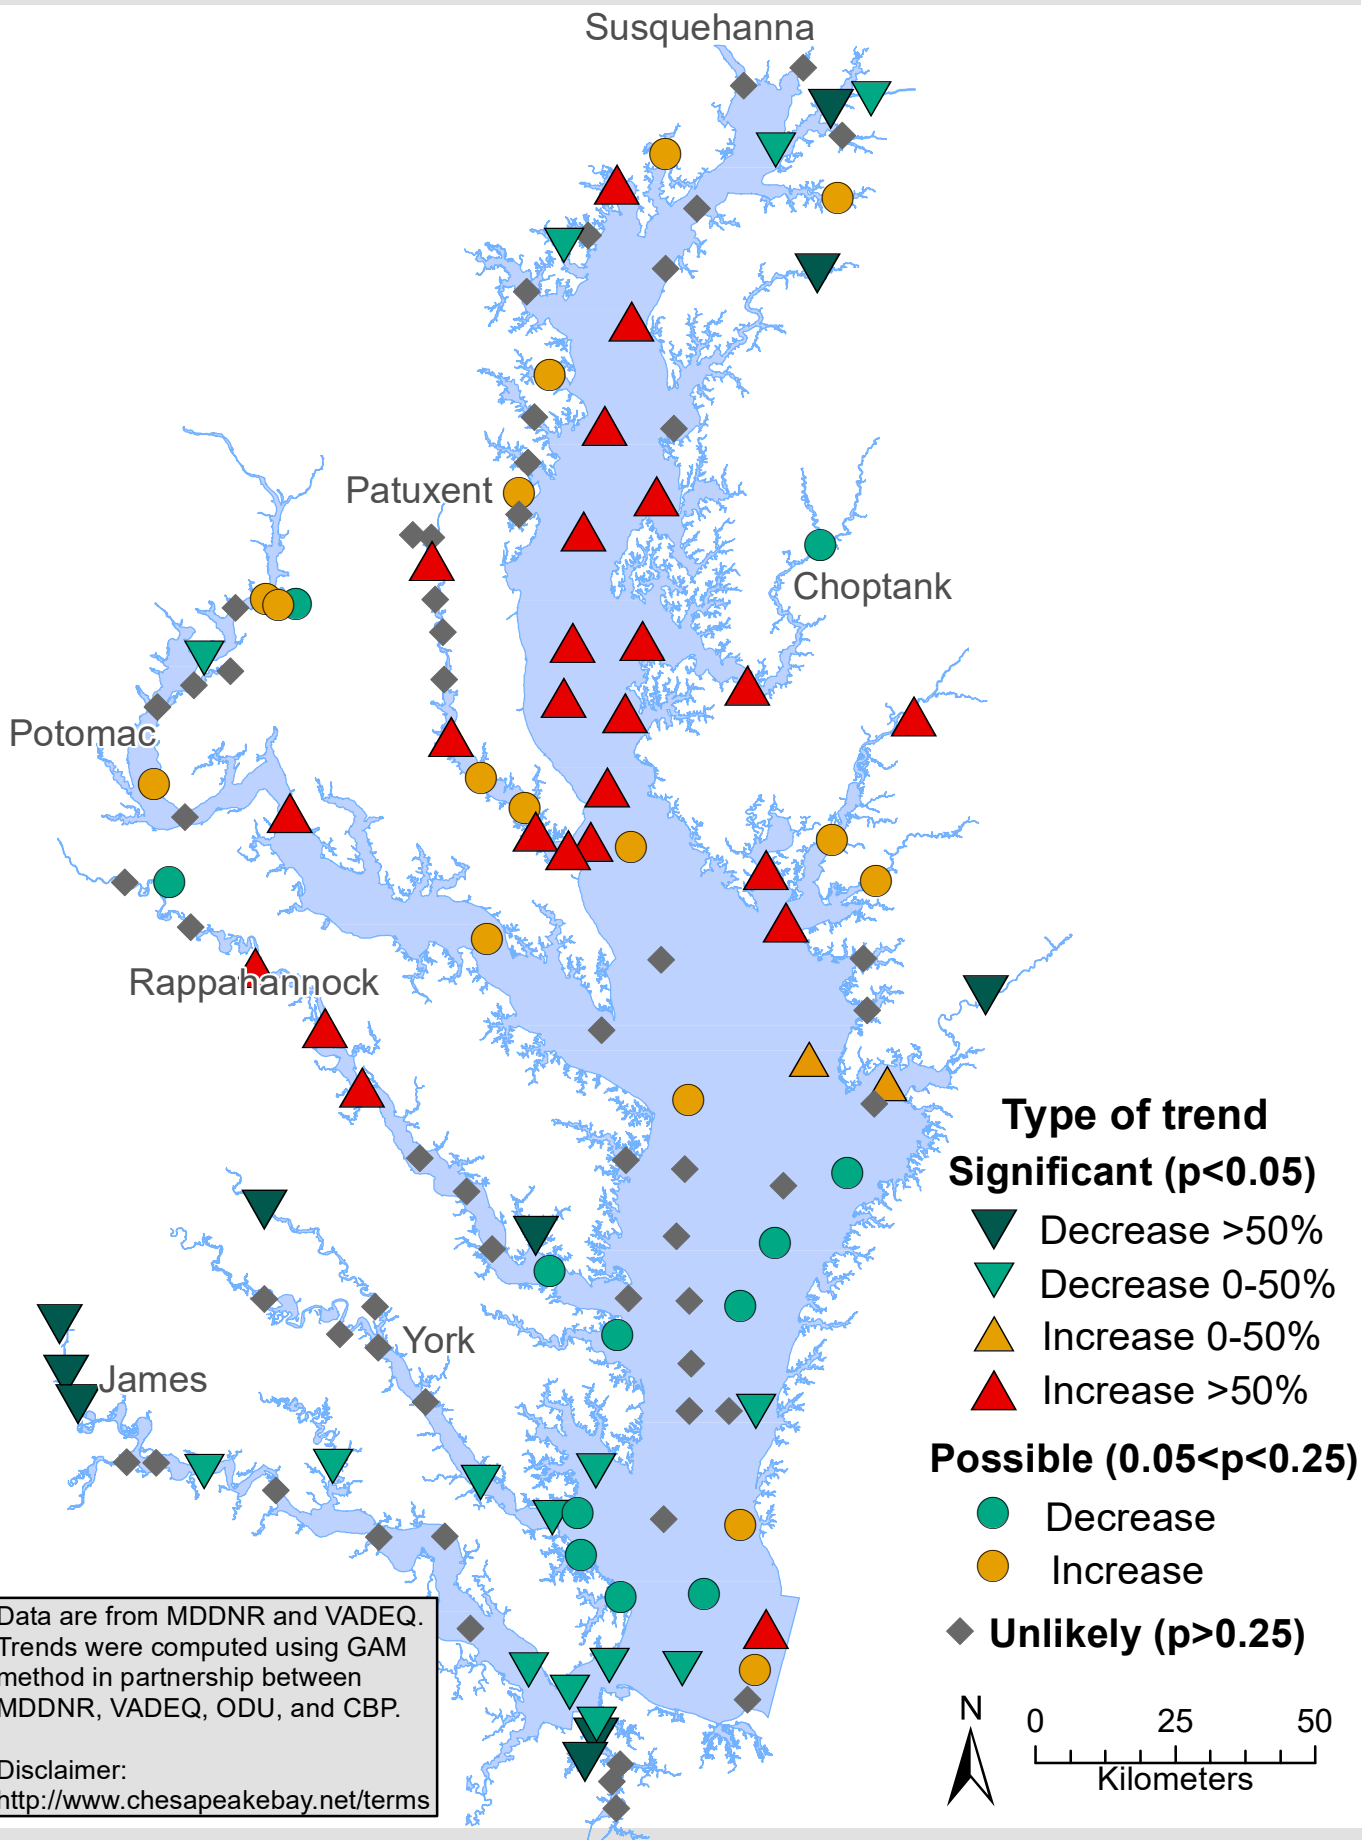 Susquehanna
Patuxent
Choptank
Potomac
Rappahannock
York
James
Type of trend
Significant (p<0.05)
Decrease >50%
Decrease 0-50%
Increase 0-50%
Increase >50%
Possible (0.05<p<0.25)
Decrease
Increase
Unlikely (p>0.25)
Data are from MDDNR and VADEQ.
Trends were computed using GAM
method in partnership between
MDDNR, VADEQ, ODU, and CBP.
Disclaimer:
http://www.chesapeakebay.net/terms
N
0 25 50
Kilometers